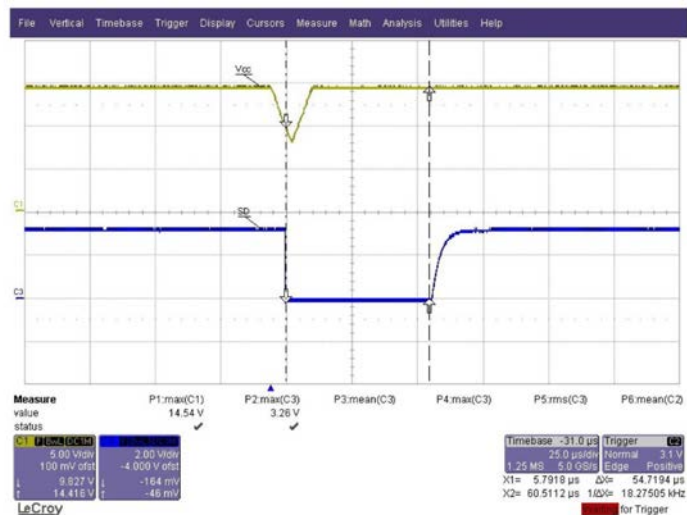 File Vertical Timebase Trigger Display Cursors Measure Math Analysis Utilities Help
Vcc
C1
SD
C3
Measure P1:max(C1) P2:max(C3) P3:mean(C3) P4:max(C3) P5:rms(C3) P6:mean(C2)
value 14.54 V 3.26 V
status
C1 F BwL DC1M
5.00 V/div 2.00 V/div
100 mV ofst -4.000 V ofst
9.827 V -164 mV
14.416 V -46 mV
LeCroy
Timebase -31.0 µs Trigger C2
25.0 µs/div Normal 3.1 V
1.25 MS 5.0 GS/s Edge Positive
X1= 5.7918 µs ΔX= 54.7194 µs
X2= 60.5112 µs 1/ΔX= 18.27505 kHz
Waiting for Trigger